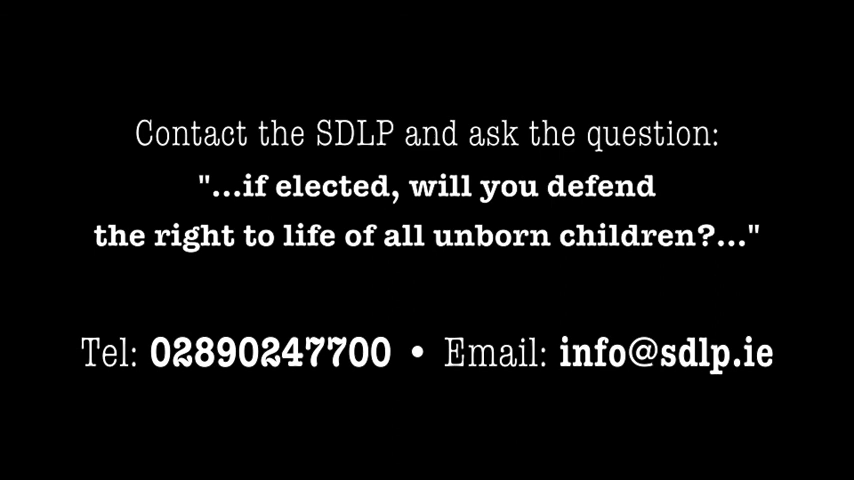 Contact the SDLP and ask the question:
"...if elected, will you defend
the right to life of all unborn children?..."
Tel: 02890247700 • Email: info@sdlp.ie